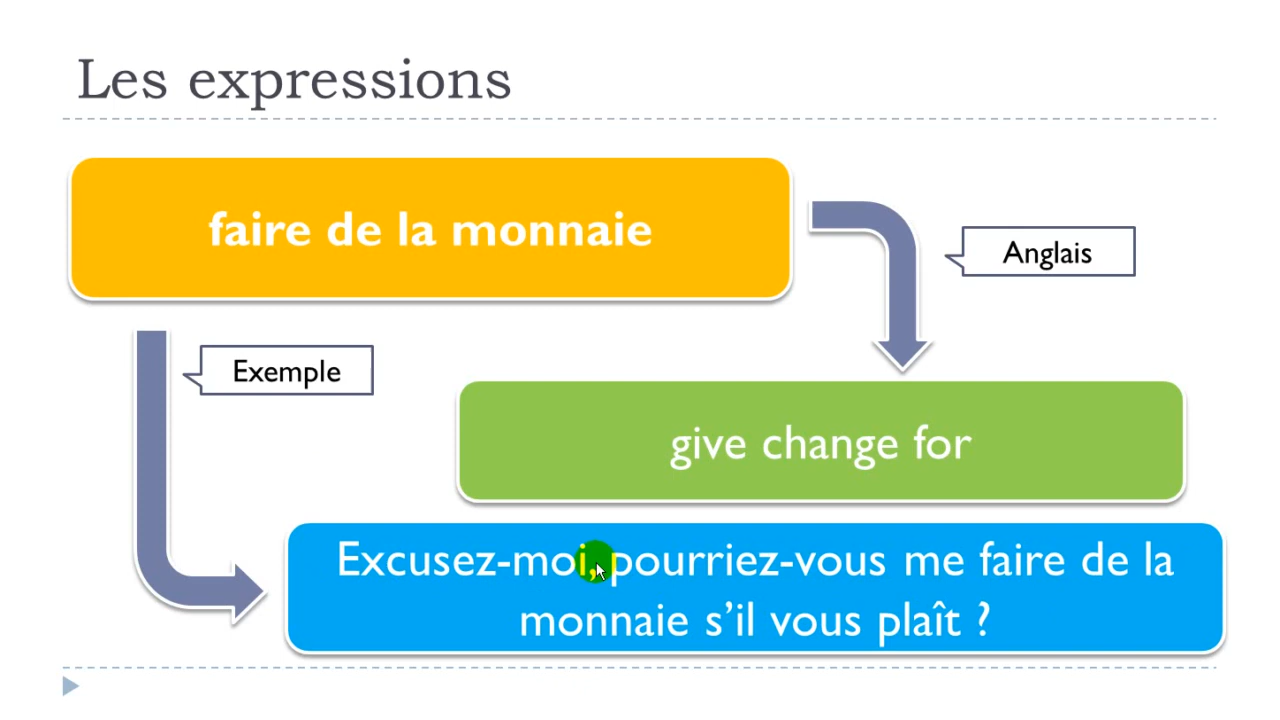 Les expressions
faire de la monnaie
Anglais
Exemple
give change for
Excusez-moi, pourriez-vous me faire de la
monnaie s’il vous plaît ?